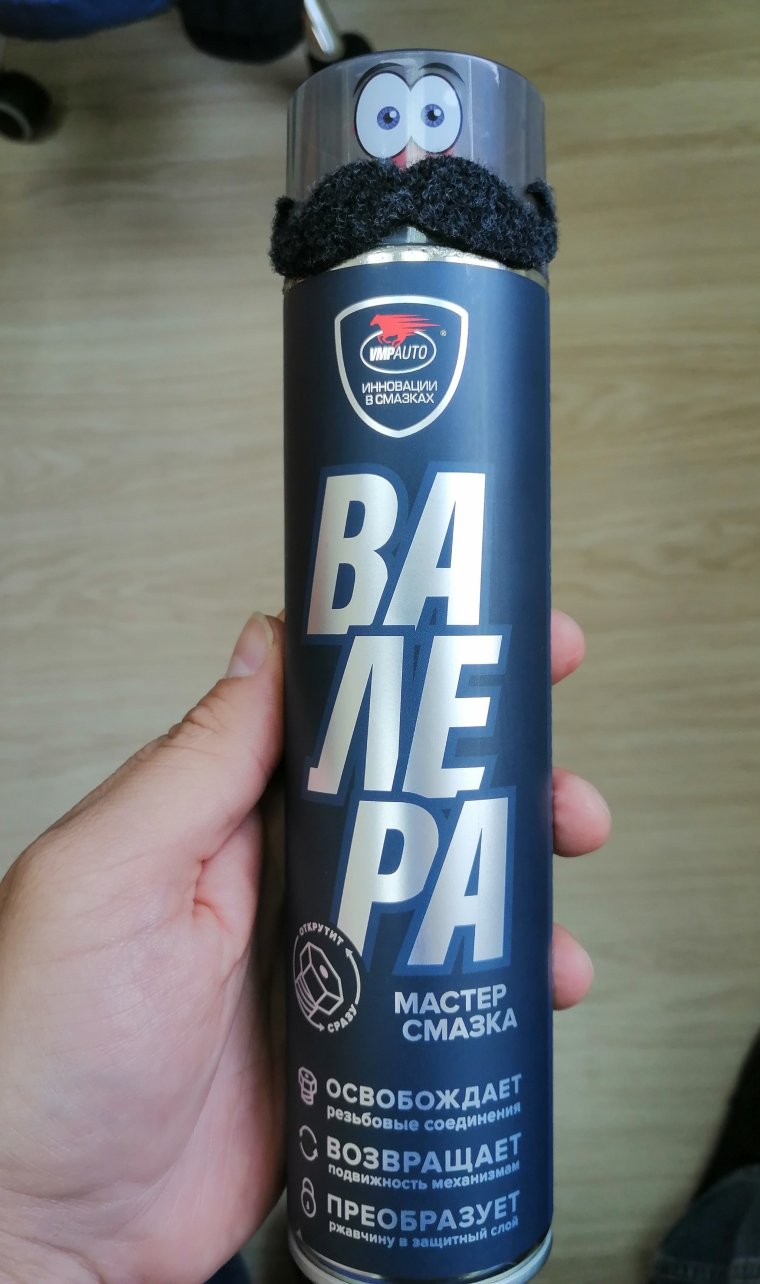 VMPAUTO
®
ИННОВАЦИИ
В СМАЗКАХ
ВА
ЛЕ
РА
ОТКРУТИТ
СРАЗУ
МАСТЕР
СМАЗКА
ОСВОБОЖДАЕТ
резьбовые соединения
ВОЗВРАЩАЕТ
подвижность механизмам
ПРЕОБРАЗУЕТ
ржавчину в защитный слой